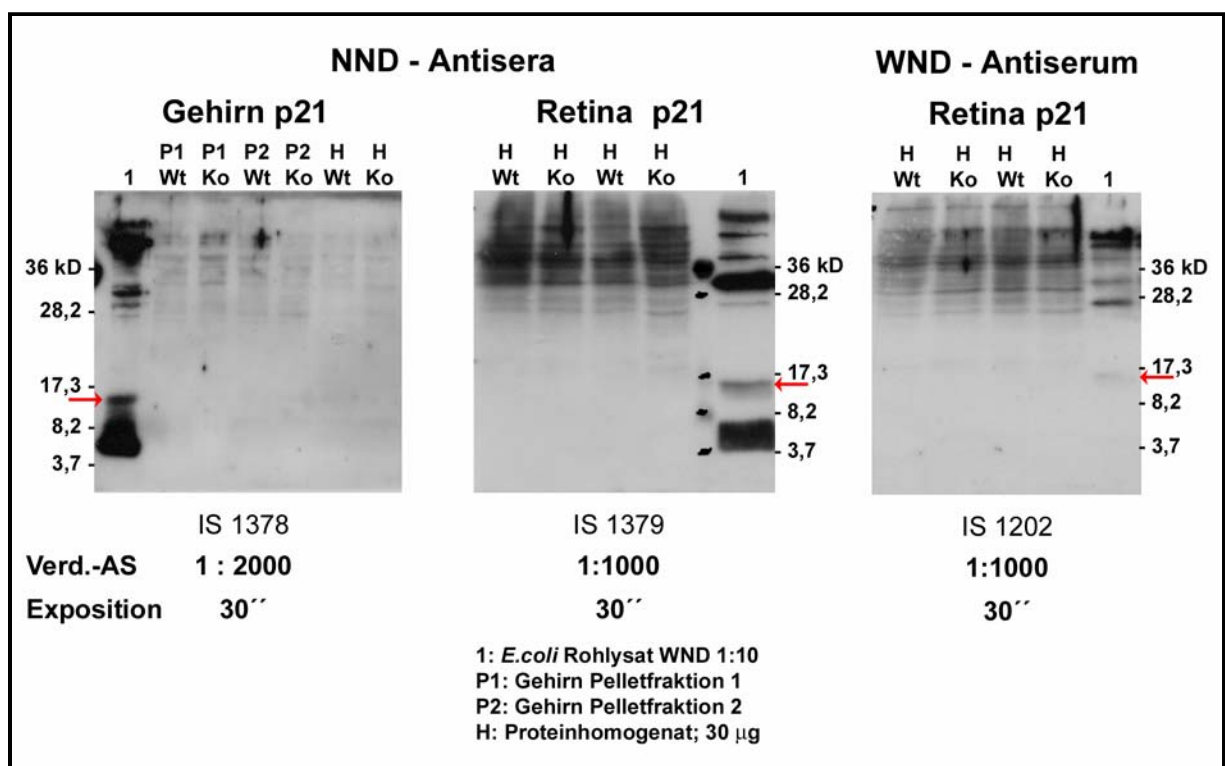 NND - Antisera
WND - Antiserum
Gehirn p21
Retina p21
Retina p21
P1 P1 P2 P2 H H
1 Wt Ko Wt Ko Wt Ko
H H H H
Wt Ko Wt Ko 1
H H H H
Wt Ko Wt Ko 1
36 kD -
28,2 -
17,3 -
8,2 -
3,7 -
- 36 kD
- 28,2
- 17,3
- 8,2
- 3,7
- 36 kD
- 28,2
- 17,3
- 8,2
- 3,7
IS 1378
IS 1379
IS 1202
Verd.-AS 1 : 2000 1:1000 1:1000
Exposition 30´´ 30´´ 30´´
1: E.coli Rohlysat WND 1:10
P1: Gehirn Pelletfraktion 1
P2: Gehirn Pelletfraktion 2
H: Proteinhomogenat; 30 μg